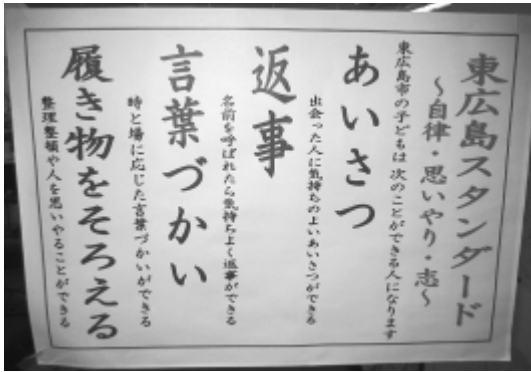 東広島スタンダード
～自律・思いやり・志～
東広島市の子どもは 次のことができる人になります
あいさつ
出会った人に気持ちのよいあいさつができる
返事
名前を呼ばれたら気持ちよく返事ができる
言葉づかい
時と場に応じた言葉づかいができる
履き物をそろえる
整理整頓や人を思いやることができる